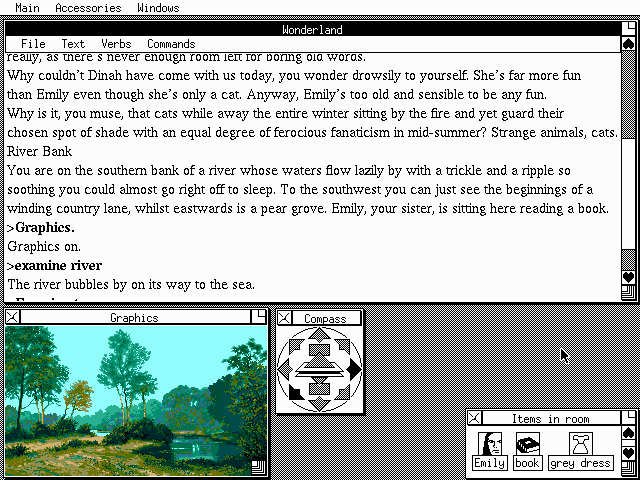 Main Accessories Windows
Wonderland
File Text Verbs Commands
really, as there's never enough room left for boring old words.
Why couldn't Dinah have come with us today, you wonder drowsily to yourself. She's far more fun
than Emily even though she's only a cat. Anyway, Emily's too old and sensible to be any fun.
Why is it, you muse, that cats while away the entire winter sitting by the fire and yet guard their
chosen spot of shade with an equal degree of ferocious fanaticism in mid-summer? Strange animals, cats.
River Bank
You are on the southern bank of a river whose waters flow lazily by with a trickle and a ripple so
soothing you could almost go right off to sleep. To the southwest you can just see the beginnings of a
winding country lane, whilst eastwards is a pear grove. Emily, your sister, is sitting here reading a book.
>Graphics.
Graphics on.
>examine river
The river bubbles by on its way to the sea.
Graphics
Compass
Items in room
Emily book grey dress